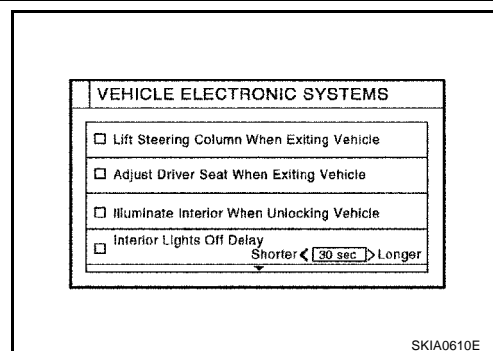 VEHICLE ELECTRONIC SYSTEMS
Lift Steering Column When Exiting Vehicle
Adjust Driver Seat When Exiting Vehicle
Illuminate Interior When Unlocking Vehicle
Interior Lights Off Delay
Shorter 30 sec Longer
SKIA0610E